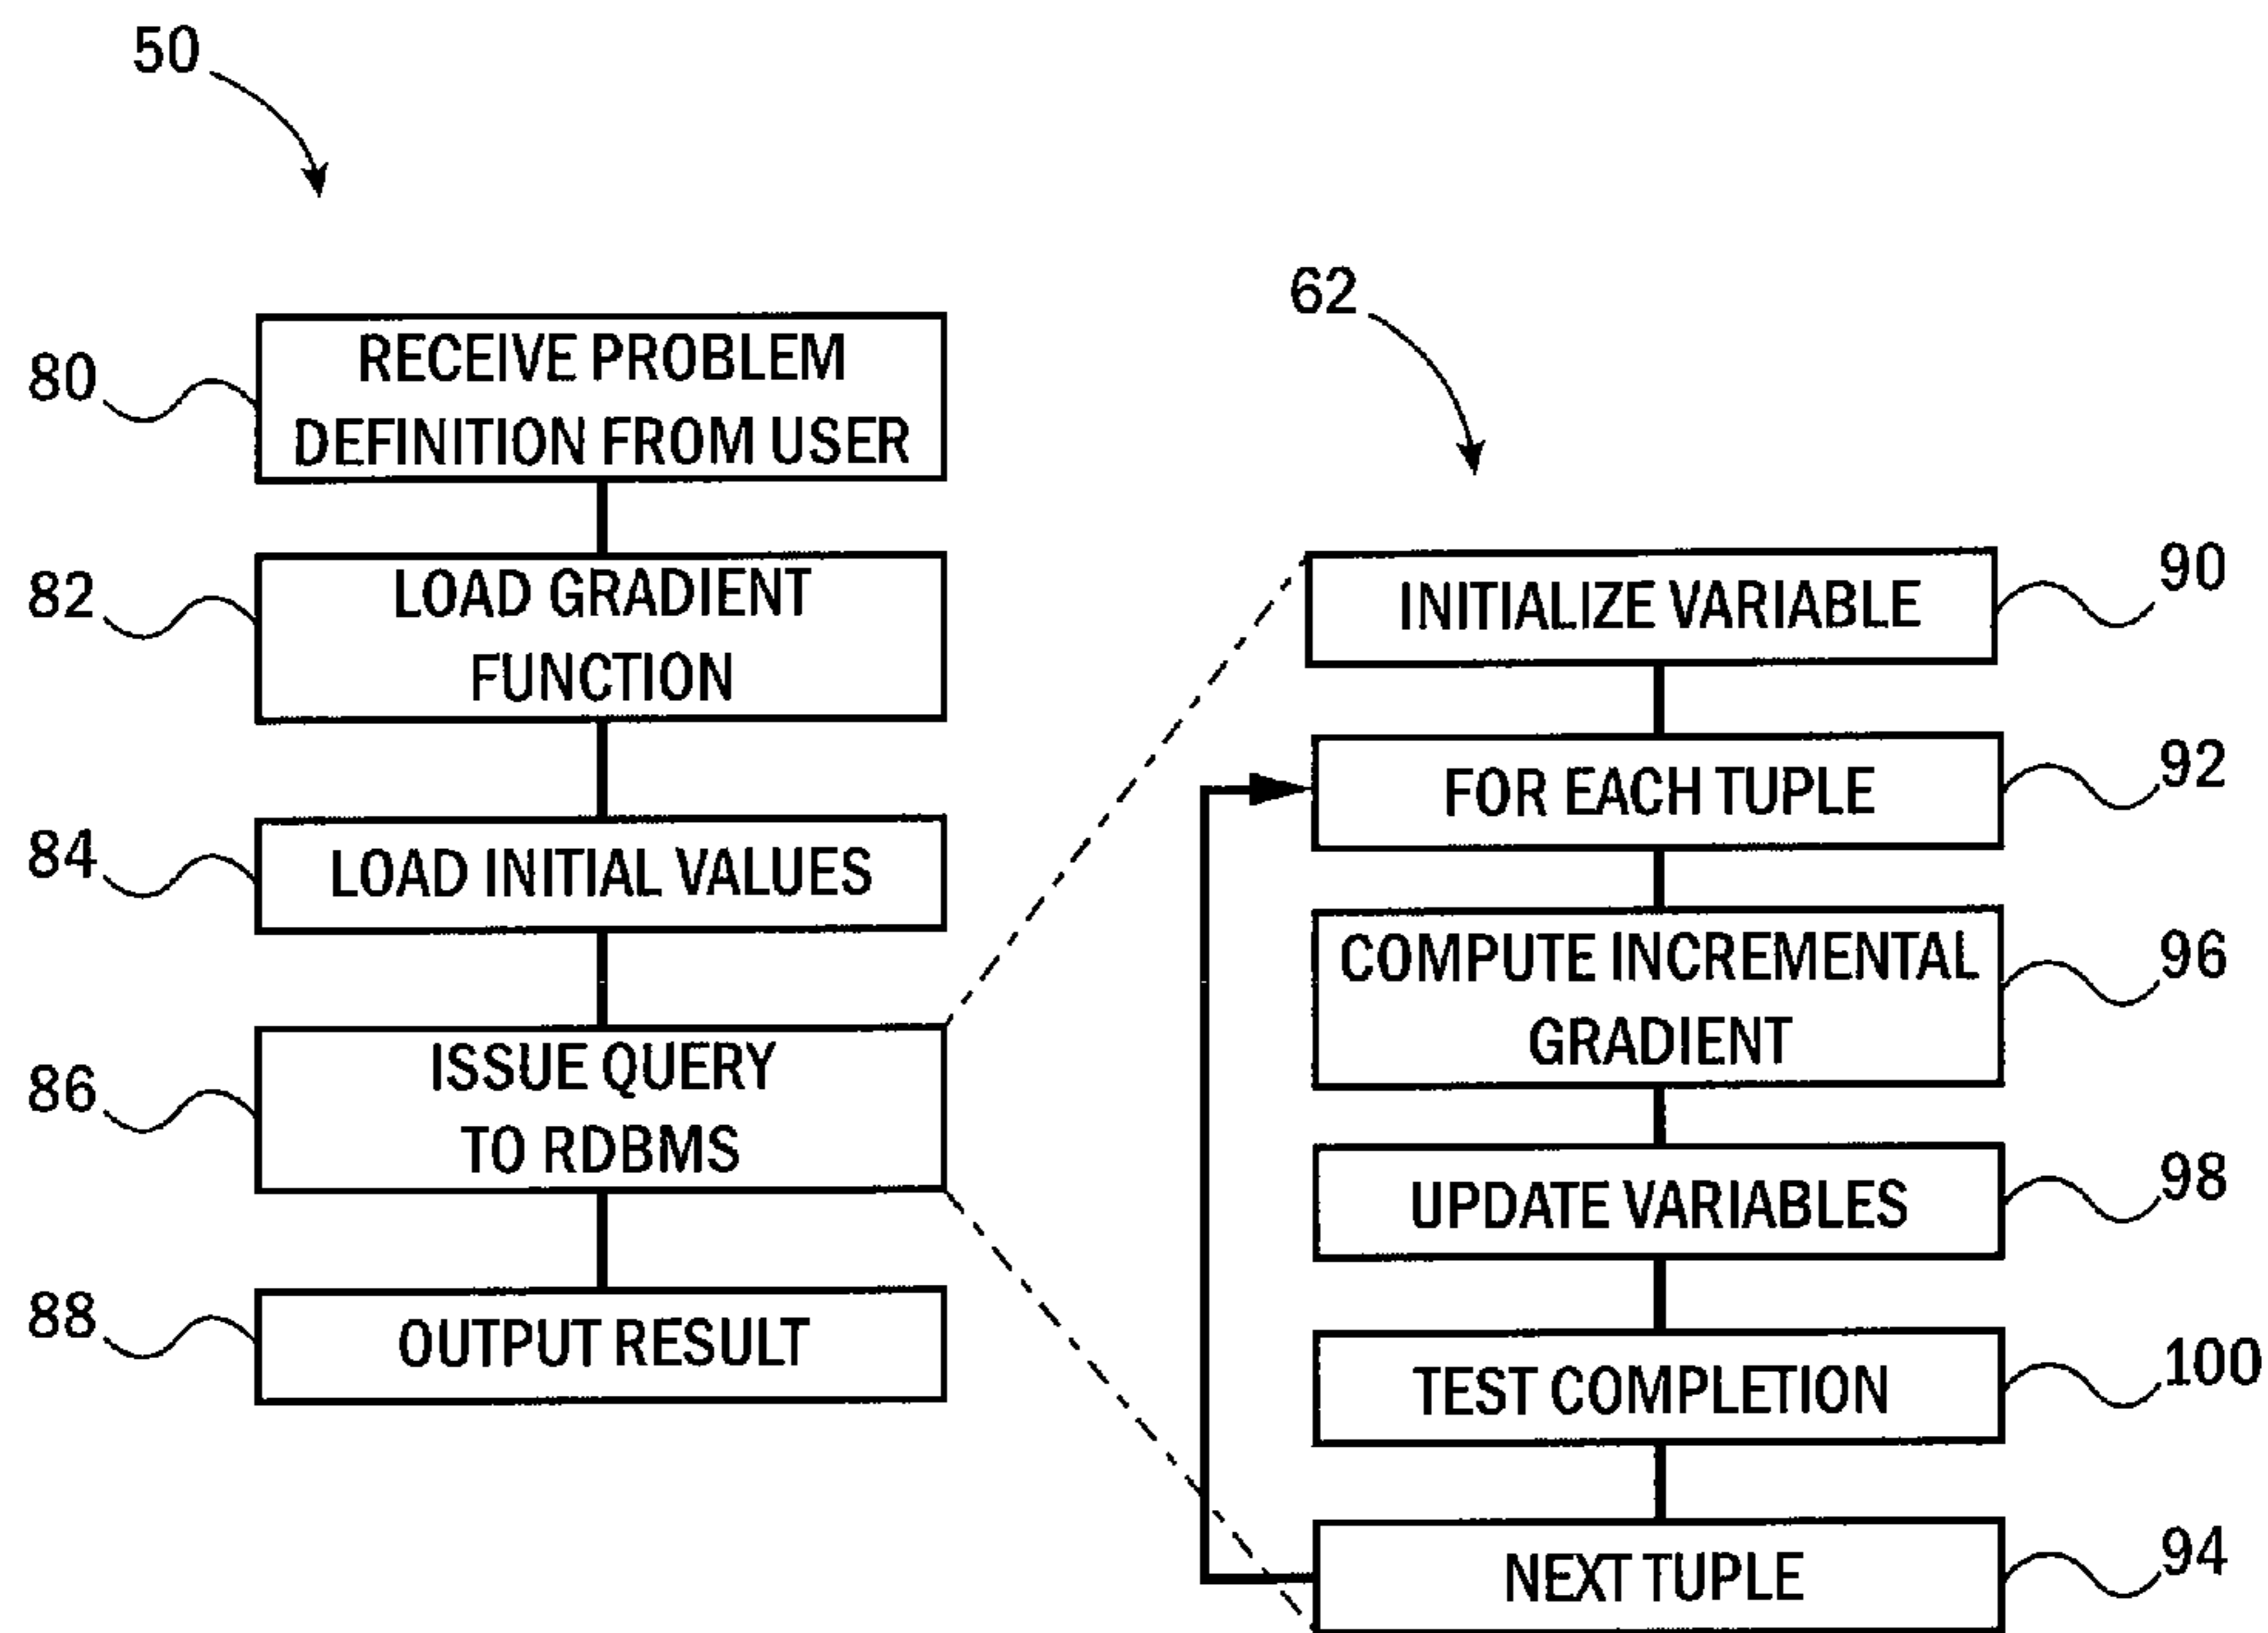 50
80
RECEIVE PROBLEM
DEFINITION FROM USER
82
LOAD GRADIENT
FUNCTION
84
LOAD INITIAL VALUES
86
ISSUE QUERY
TO RDBMS
88
OUTPUT RESULT
62
INITIALIZE VARIABLE
90
FOR EACH TUPLE
92
COMPUTE INCREMENTAL
GRADIENT
96
UPDATE VARIABLES
98
TEST COMPLETION
100
NEXT TUPLE
94